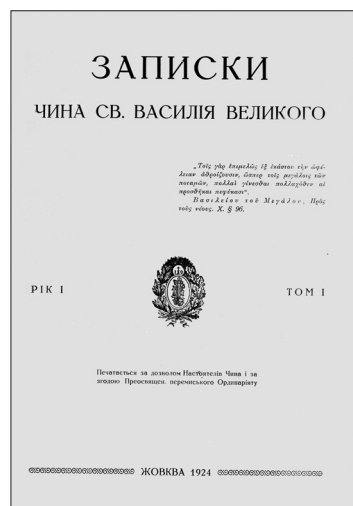 ЗАПИСКИ
ЧИНА СВ. ВАСИЛІЯ ВЕЛИКОГО
„Τοῖς γὰρ ἐπιμελῶς ἐξ ἑκάστου τὴν ὠφέ-
λειαν ἀθροίζουσιν, ὥσπερ τοῖς μεγάλοις τῶν
ποταμῶν, πολλαὶ γίνεσθαι πολλαχόθεν αἱ
προσθῆκαι πεφύκασι“.
Βασιλείου τοῦ Μεγάλου, Πρὸς
τοὺς νέους. X. § 96.
РІК І
ТОМ І
Печатається за дозволом Настоятелів Чина і за
згодою Преосвящен. перемиського Ординаріяту
ЖОВКВА 1924